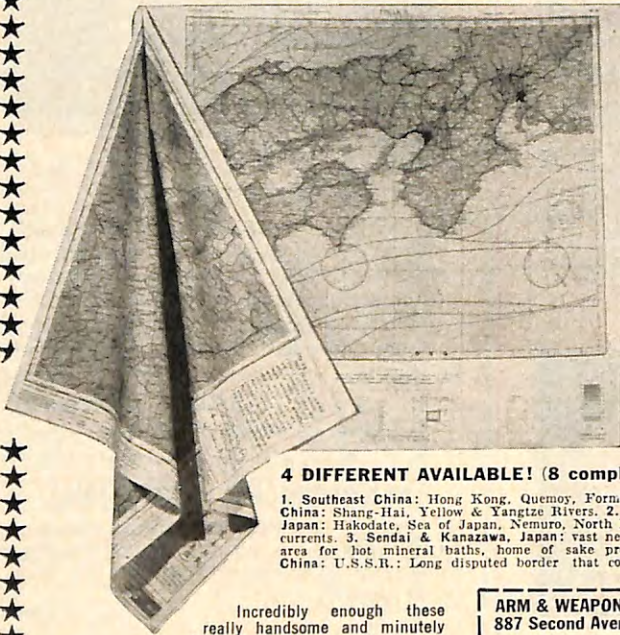 4 DIFFERENT AVAILABLE! (8 compl
1. Southeast China: Hong Kong, Quemoy, Form
China: Shang-Hai, Yellow & Yangtze Rivers. 2.
Japan: Hakodate, Sea of Japan, Nemuro, North
currents. 3. Sendai & Kanazawa, Japan: vast ne
area for hot mineral baths, home of sake pr
China: U.S.S.R.: Long disputed border that co
Incredibly enough these
really handsome and minutely
ARM & WEAPON
887 Second Aven